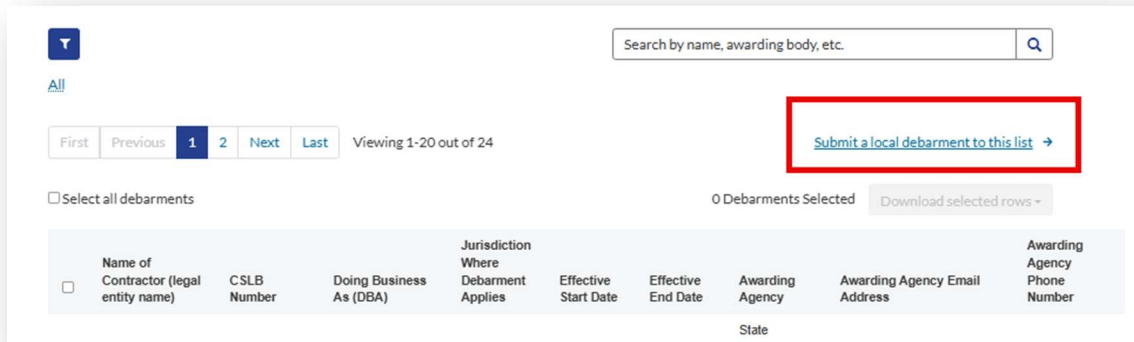 Search by name, awarding body, etc.
All
First Previous 1 2 Next Last Viewing 1-20 out of 24
Submit a local debarment to this list →
Select all debarments
0 Debarments Selected
Download selected rows
Name of
Contractor (legal
entity name)
CSLB
Number
Doing Business
As (DBA)
Jurisdiction
Where
Debarment
Applies
Effective
Start Date
Effective
End Date
Awarding
Agency
Awarding Agency Email
Address
Awarding
Agency
Phone
Number
State